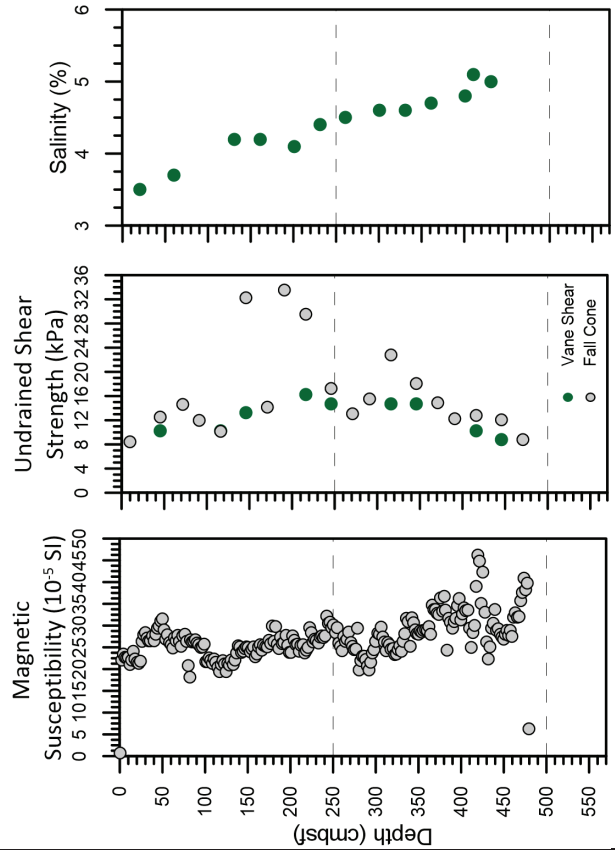 Salinity (%)
3 4 5 6
Undrained Shear
Strength (kPa)
0 4 8 12 16 20 24 28 32 36
Vane Shear
Fall Cone
Magnetic
Susceptibility (10⁻⁵ SI)
0 5 10 15 20 25 30 35 40 45 50
0 50 100 150 200 250 300 350 400 450 500 550
Depth (cmbsf)